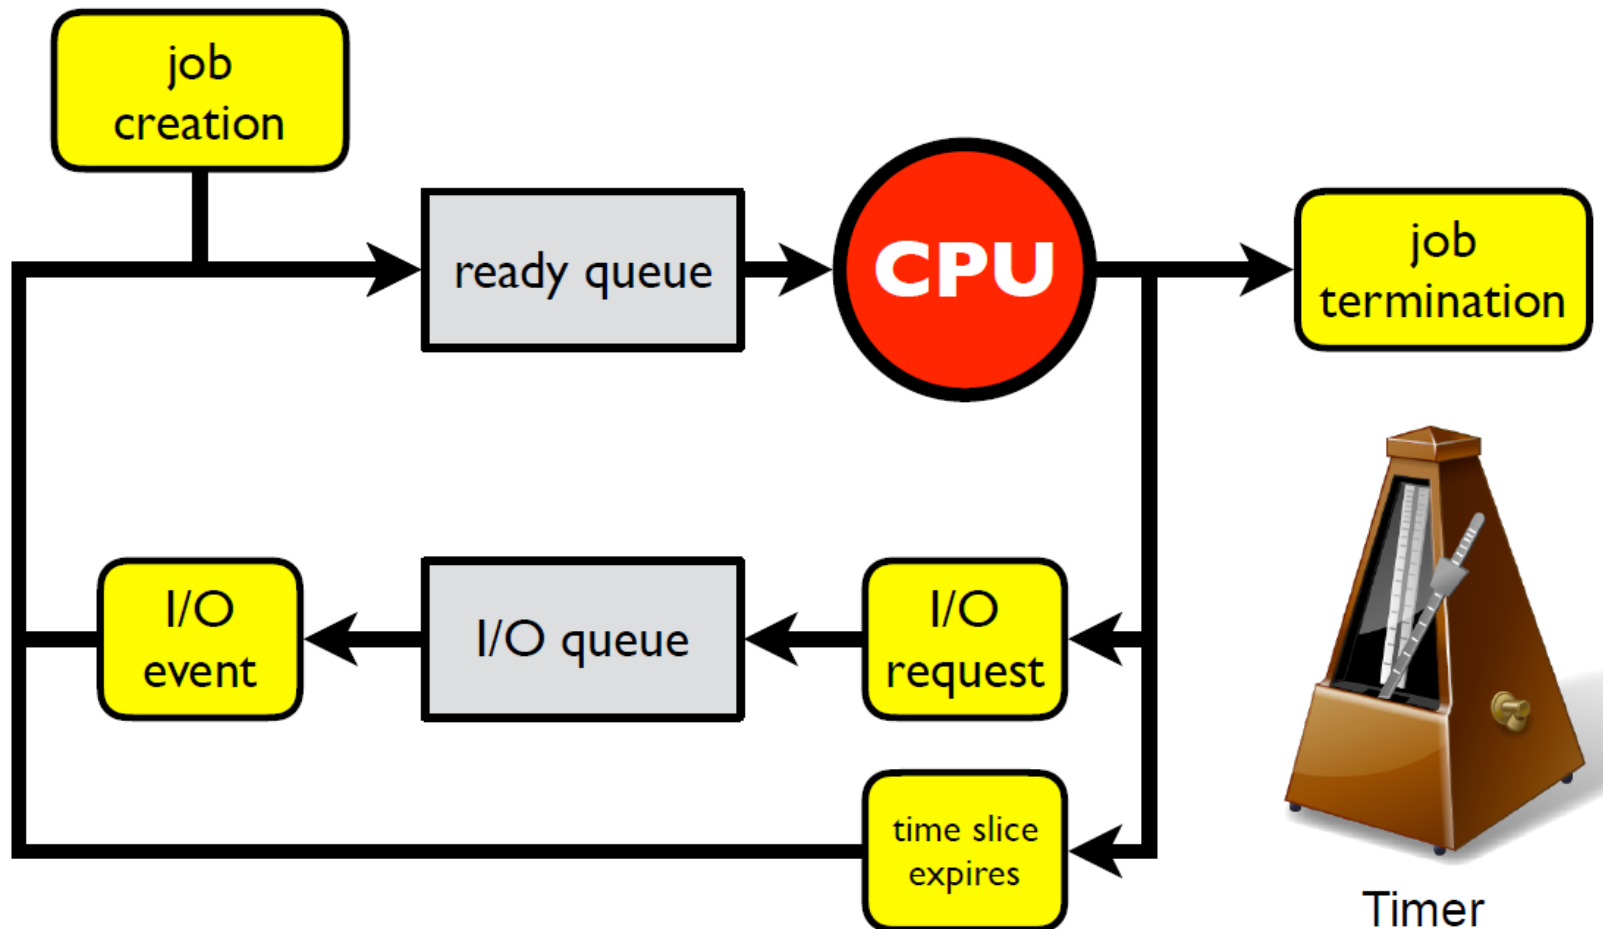 job
creation
ready queue
CPU
job
termination
I/O
event
I/O queue
I/O
request
time slice
expires
Timer